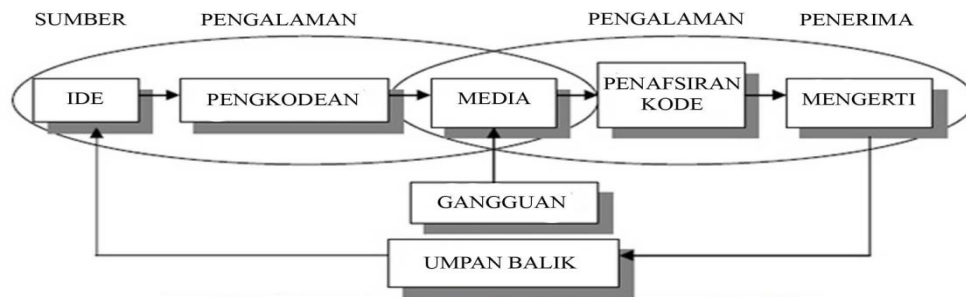 SUMBER
PENGALAMAN
PENGALAMAN
PENERIMA
IDE
PENGKODEAN
MEDIA
PENAFSIRAN
KODE
MENGERTI
GANGGUAN
UMPAN BALIK